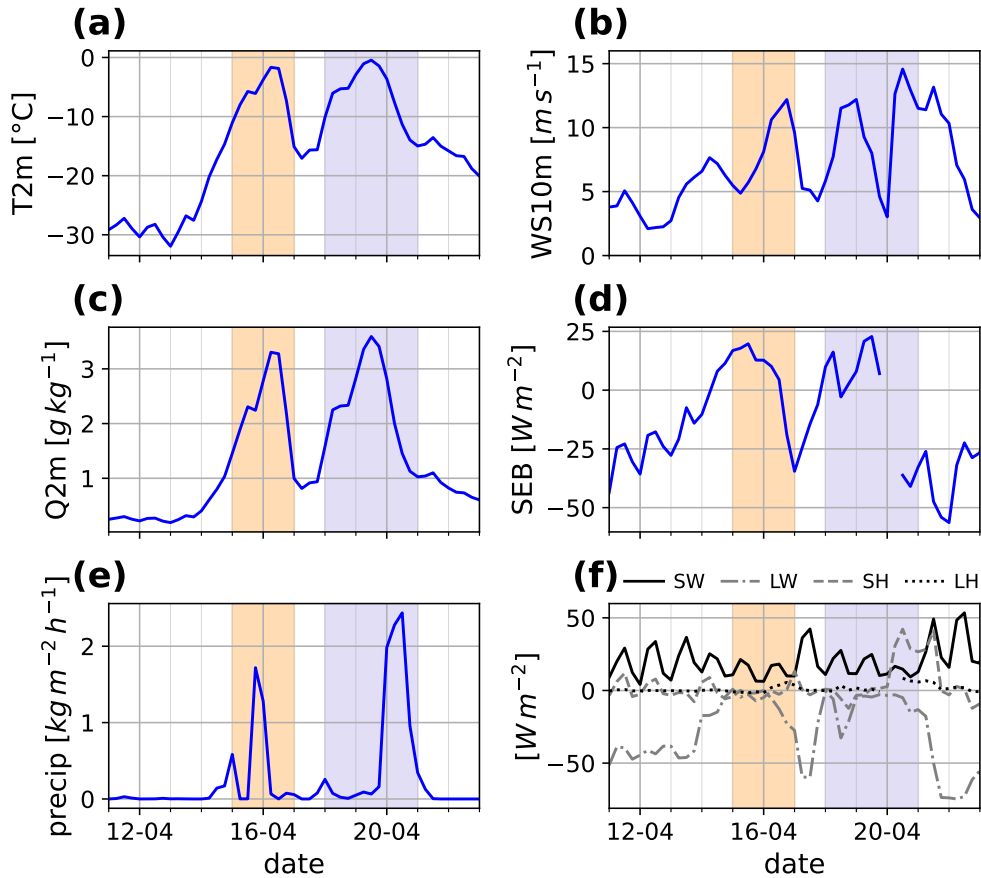 (a)
0
−10
−20
−30
T2m [°C]
(b)
15
10
5
0
WS10m [m s⁻¹]
(c)
3
2
1
Q2m [g kg⁻¹]
(d)
25
0
−25
−50
SEB [W m⁻²]
(e)
2
1
0
precip [kg m⁻² h⁻¹]
12-04 16-04 20-04
date
(f)
SW LW SH LH
50
0
−50
[W m⁻²]
12-04 16-04 20-04
date